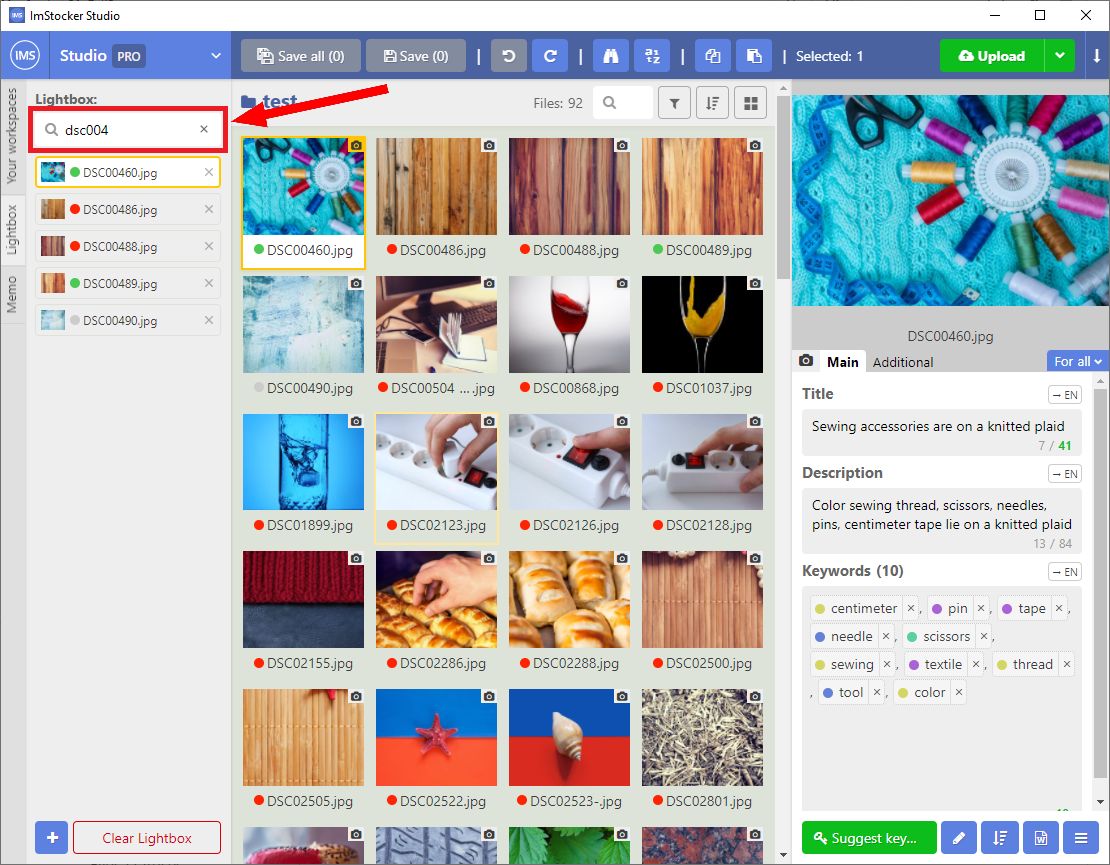 IMS ImStocker Studio
IMS Studio PRO Save all (0) Save (0) Selected: 1 Upload
Your workspaces
Lightbox
Memo
Lightbox:
dsc004
DSC00460.jpg
DSC00486.jpg
DSC00488.jpg
DSC00489.jpg
DSC00490.jpg
Clear Lightbox
test Files: 92
DSC00460.jpg DSC00486.jpg DSC00488.jpg DSC00489.jpg
DSC00490.jpg DSC00504 ... .jpg DSC00868.jpg DSC01037.jpg
DSC01899.jpg DSC02123.jpg DSC02126.jpg DSC02128.jpg
DSC02155.jpg DSC02286.jpg DSC02288.jpg DSC02500.jpg
DSC02505.jpg DSC02522.jpg DSC02523-.jpg DSC02801.jpg
DSC00460.jpg
Main Additional For all
Title → EN
Sewing accessories are on a knitted plaid
7 / 41
Description → EN
Color sewing thread, scissors, needles,
pins, centimeter tape lie on a knitted plaid
13 / 84
Keywords (10) → EN
centimeter ×, pin ×, tape ×,
needle ×, scissors ×,
sewing ×, textile ×, thread ×
, tool ×, color ×
Suggest key...